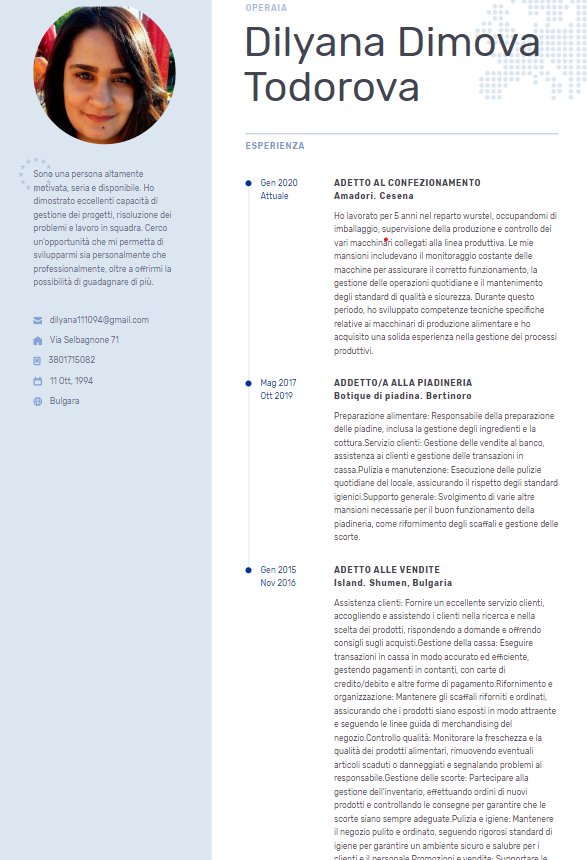 OPERAIA
Dilyana Dimova
Todorova
Sono una persona altamente
motivata, seria e disponibile. Ho
dimostrato eccellenti capacità di
gestione dei progetti, risoluzione dei
problemi e lavoro in squadra. Cerco
un'opportunità che mi permetta di
svilupparmi sia personalmente che
professionalmente, oltre a offrirmi la
possibilità di guadagnare di più.
dilyana111094@gmail.com
Via Selbagnone 71
3801715082
11 Ott, 1994
Bulgara
ESPERIENZA
Gen 2020
Attuale
ADETTO AL CONFEZIONAMENTO
Amadori. Cesena
Ho lavorato per 5 anni nel reparto wurstel, occupandomi di
imballaggio, supervisione della produzione e controllo dei
vari macchinari collegati alla linea produttiva. Le mie
mansioni includevano il monitoraggio costante delle
macchine per assicurare il corretto funzionamento, la
gestione delle operazioni quotidiane e il mantenimento
degli standard di qualità e sicurezza. Durante questo
periodo, ho sviluppato competenze tecniche specifiche
relative ai macchinari di produzione alimentare e ho
acquisito una solida esperienza nella gestione dei processi
produttivi.
Mag 2017
Ott 2019
ADDETTO/A ALLA PIADINERIA
Botique di piadina. Bertinoro
Preparazione alimentare: Responsabile della preparazione
delle piadine, inclusa la gestione degli ingredienti e la
cottura.Servizio clienti: Gestione delle vendite al banco,
assistenza ai clienti e gestione delle transazioni in
cassa.Pulizia e manutenzione: Esecuzione delle pulizie
quotidiane del locale, assicurando il rispetto degli standard
igienici.Supporto generale: Svolgimento di varie altre
mansioni necessarie per il buon funzionamento della
piadineria, come rifornimento degli scaffali e gestione delle
scorte.
Gen 2015
Nov 2016
ADETTO ALLE VENDITE
Island. Shumen, Bulgaria
Assistenza clienti: Fornire un eccellente servizio clienti,
accogliendo e assistendo i clienti nella ricerca e nella
scelta dei prodotti, rispondendo a domande e offrendo
consigli sugli acquisti.Gestione della cassa: Eseguire
transazioni in cassa in modo accurato ed efficiente,
gestendo pagamenti in contanti, con carte di
credito/debito e altre forme di pagamento.Rifornimento e
organizzazione: Mantenere gli scaffali riforniti e ordinati,
assicurando che i prodotti siano esposti in modo attraente
e seguendo le linee guida di merchandising del
negozio.Controllo qualità: Monitorare la freschezza e la
qualità dei prodotti alimentari, rimuovendo eventuali
articoli scaduti o danneggiati e segnalando problemi al
responsabile.Gestione delle scorte: Partecipare alla
gestione dell'inventario, effettuando ordini di nuovi
prodotti e controllando le consegne per garantire che le
scorte siano sempre adeguate.Pulizia e igiene: Mantenere
il negozio pulito e ordinato, seguendo rigorosi standard di
igiene per garantire un ambiente sicuro e salubre per i
clienti e il personale.Promozioni e vendite: Supportare le